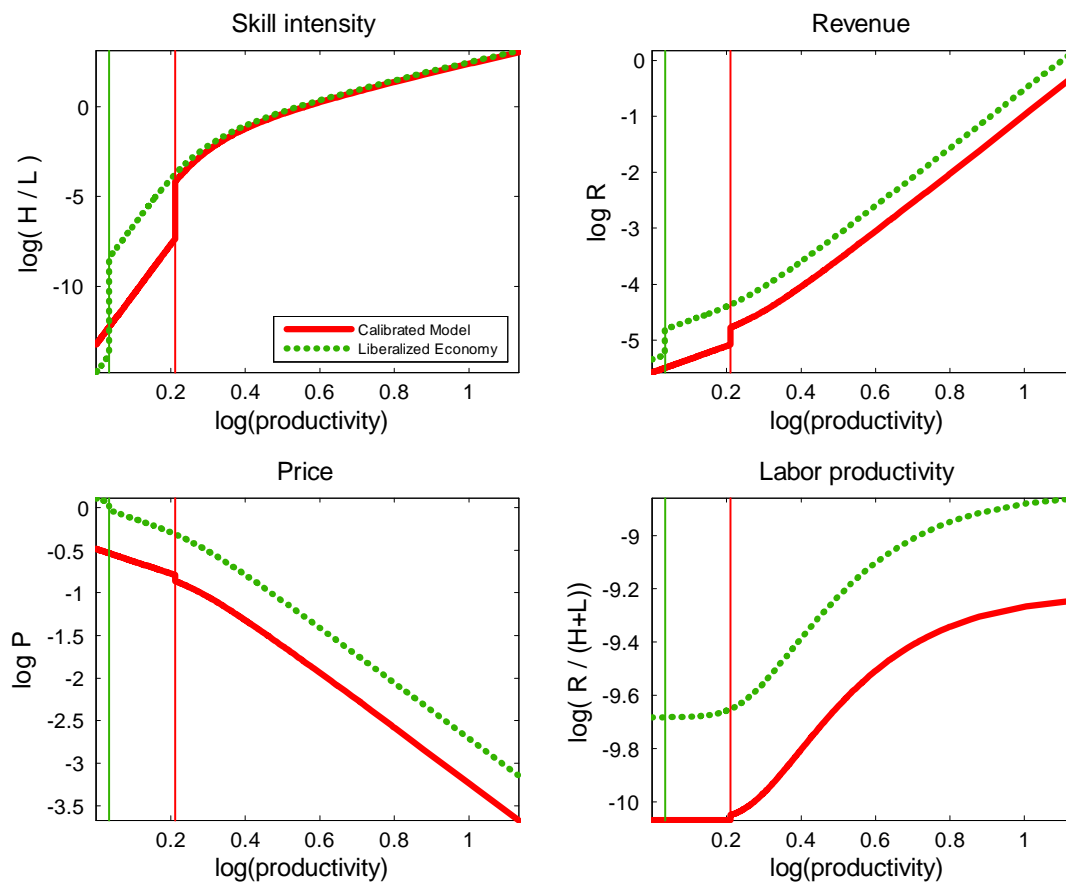 Skill intensity
log( H / L )
0
-5
-10
0.2 0.4 0.6 0.8 1
log(productivity)
Calibrated Model
Liberalized Economy
Revenue
log R
0
-1
-2
-3
-4
-5
0.2 0.4 0.6 0.8 1
log(productivity)
Price
log P
0
-0.5
-1
-1.5
-2
-2.5
-3
-3.5
0.2 0.4 0.6 0.8 1
log(productivity)
Labor productivity
log( R / (H+L))
-9
-9.2
-9.4
-9.6
-9.8
-10
0.2 0.4 0.6 0.8 1
log(productivity)